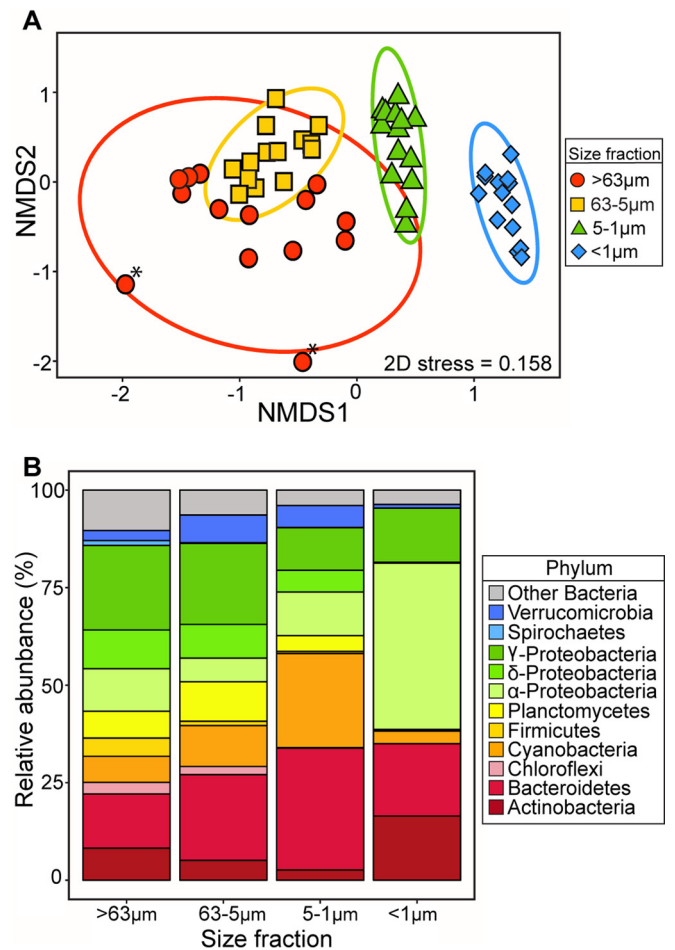 A
NMDS2
1
0
-1
-2
*
*
2D stress = 0.158
-2
-1
0
1
NMDS1
Size fraction
>63µm
63-5µm
5-1µm
<1µm
B
Relative abunbance (%)
100
75
50
25
0
>63µm
63-5µm
5-1µm
<1µm
Size fraction
Phylum
Other Bacteria
Verrucomicrobia
Spirochaetes
γ-Proteobacteria
δ-Proteobacteria
α-Proteobacteria
Planctomycetes
Firmicutes
Cyanobacteria
Chloroflexi
Bacteroidetes
Actinobacteria